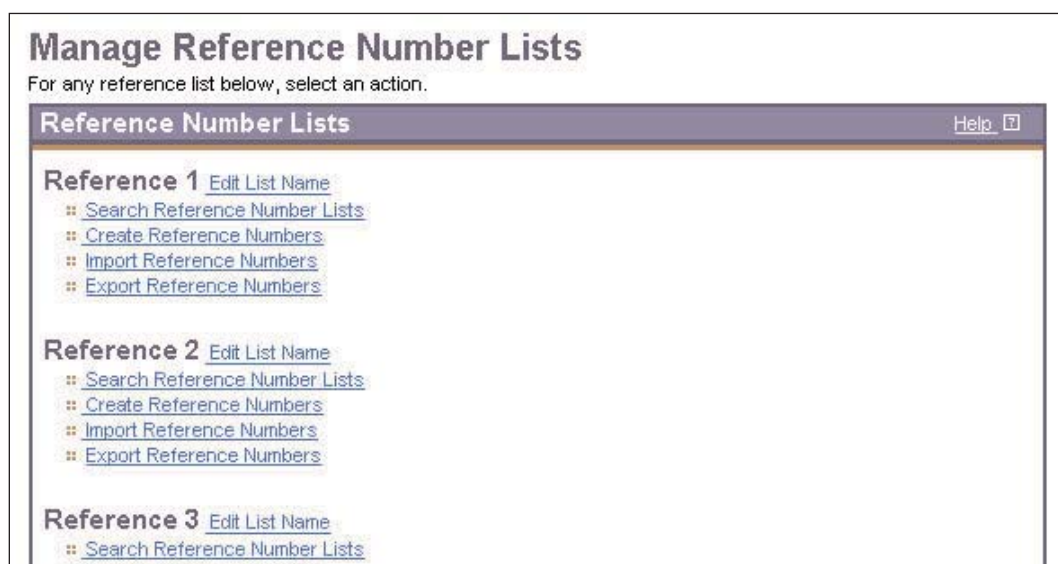 Manage Reference Number Lists
For any reference list below, select an action.
Reference Number Lists Help ?
Reference 1 Edit List Name
Search Reference Number Lists
Create Reference Numbers
Import Reference Numbers
Export Reference Numbers
Reference 2 Edit List Name
Search Reference Number Lists
Create Reference Numbers
Import Reference Numbers
Export Reference Numbers
Reference 3 Edit List Name
Search Reference Number Lists